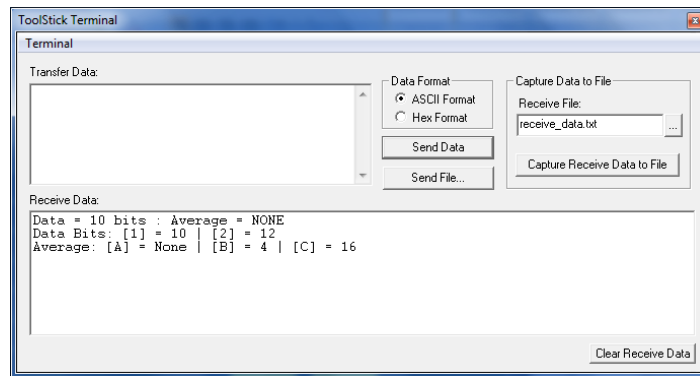 ToolStick Terminal
Terminal
Transfer Data:
Data Format
ASCII Format
Hex Format
Send Data
Send File...
Capture Data to File
Receive File:
receive_data.txt
...
Capture Receive Data to File
Receive Data:
Data = 10 bits : Average = NONE
Data Bits: [1] = 10 | [2] = 12
Average: [A] = None | [B] = 4 | [C] = 16
Clear Receive Data